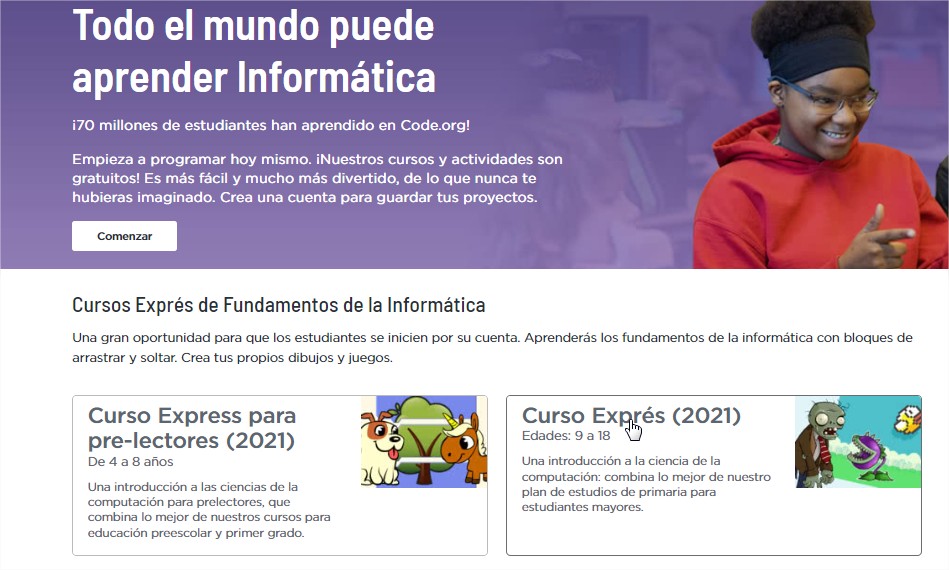 Todo el mundo puede
aprender Informática
¡70 millones de estudiantes han aprendido en Code.org!
Empieza a programar hoy mismo. ¡Nuestros cursos y actividades son
gratuitos! Es más fácil y mucho más divertido, de lo que nunca te
hubieras imaginado. Crea una cuenta para guardar tus proyectos.
Comenzar
Cursos Exprés de Fundamentos de la Informática
Una gran oportunidad para que los estudiantes se inicien por su cuenta. Aprenderás los fundamentos de la informática con bloques de
arrastrar y soltar. Crea tus propios dibujos y juegos.
Curso Express para
pre-lectores (2021)
De 4 a 8 años
Una introducción a las ciencias de la
computación para prelectores, que
combina lo mejor de nuestros cursos para
educación preescolar y primer grado.
Curso Exprés (2021)
Edades: 9 a 18
Una introducción a la ciencia de la
computación: combina lo mejor de nuestro
plan de estudios de primaria para
estudiantes mayores.